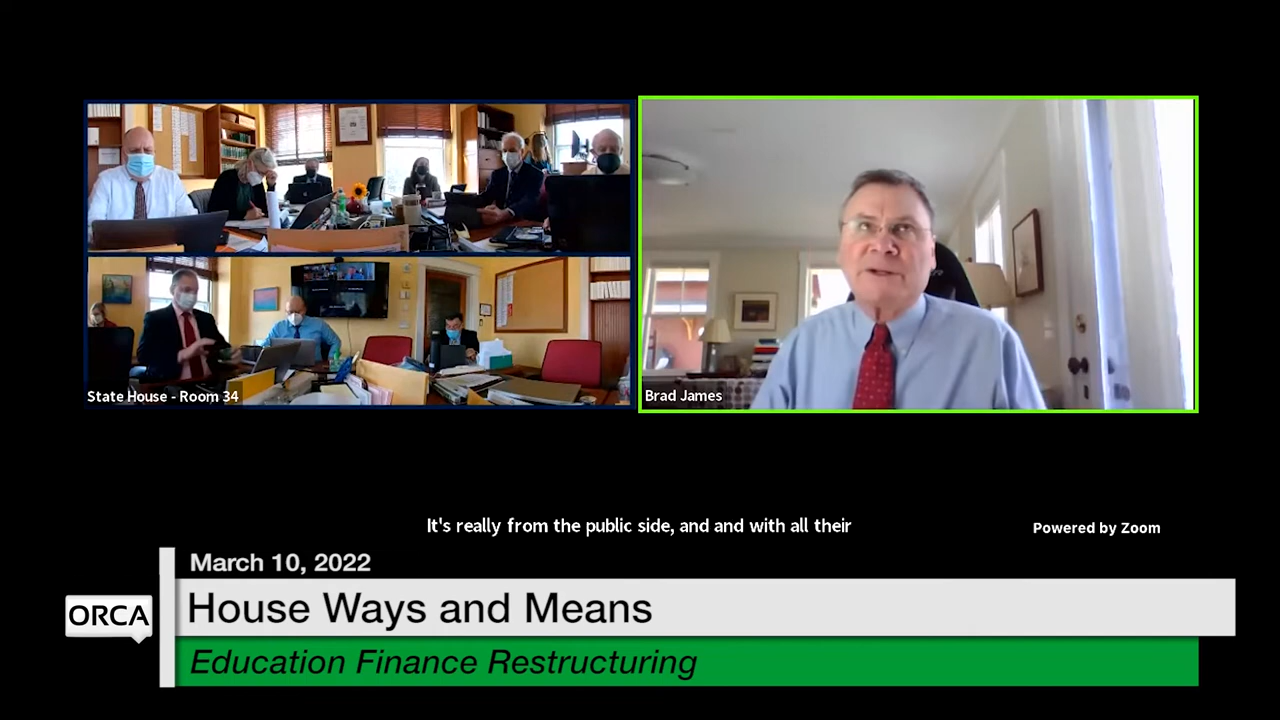 State House - Room 34
Brad James
It's really from the public side, and and with all their
Powered by Zoom
March 10, 2022
ORCA
House Ways and Means
Education Finance Restructuring